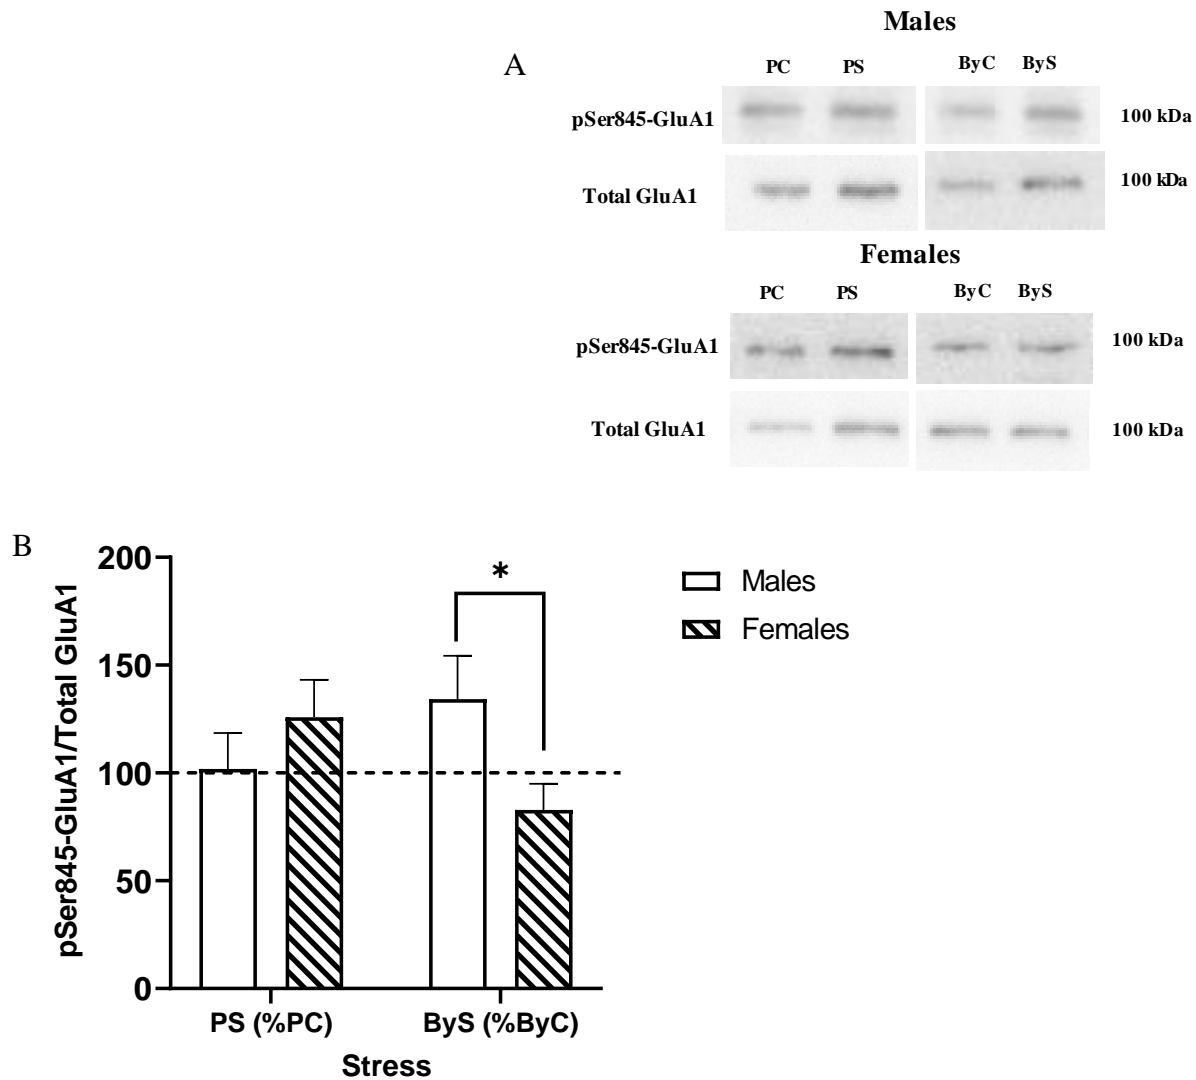 Males
A
PC PS ByC ByS
pSer845-GluA1 100 kDa
Total GluA1 100 kDa
Females
PC PS ByC ByS
pSer845-GluA1 100 kDa
Total GluA1 100 kDa
B
200
150
100
50
0
pSer845-GluA1/Total GluA1
*
Males
Females
PS (%PC) ByS (%ByC)
Stress